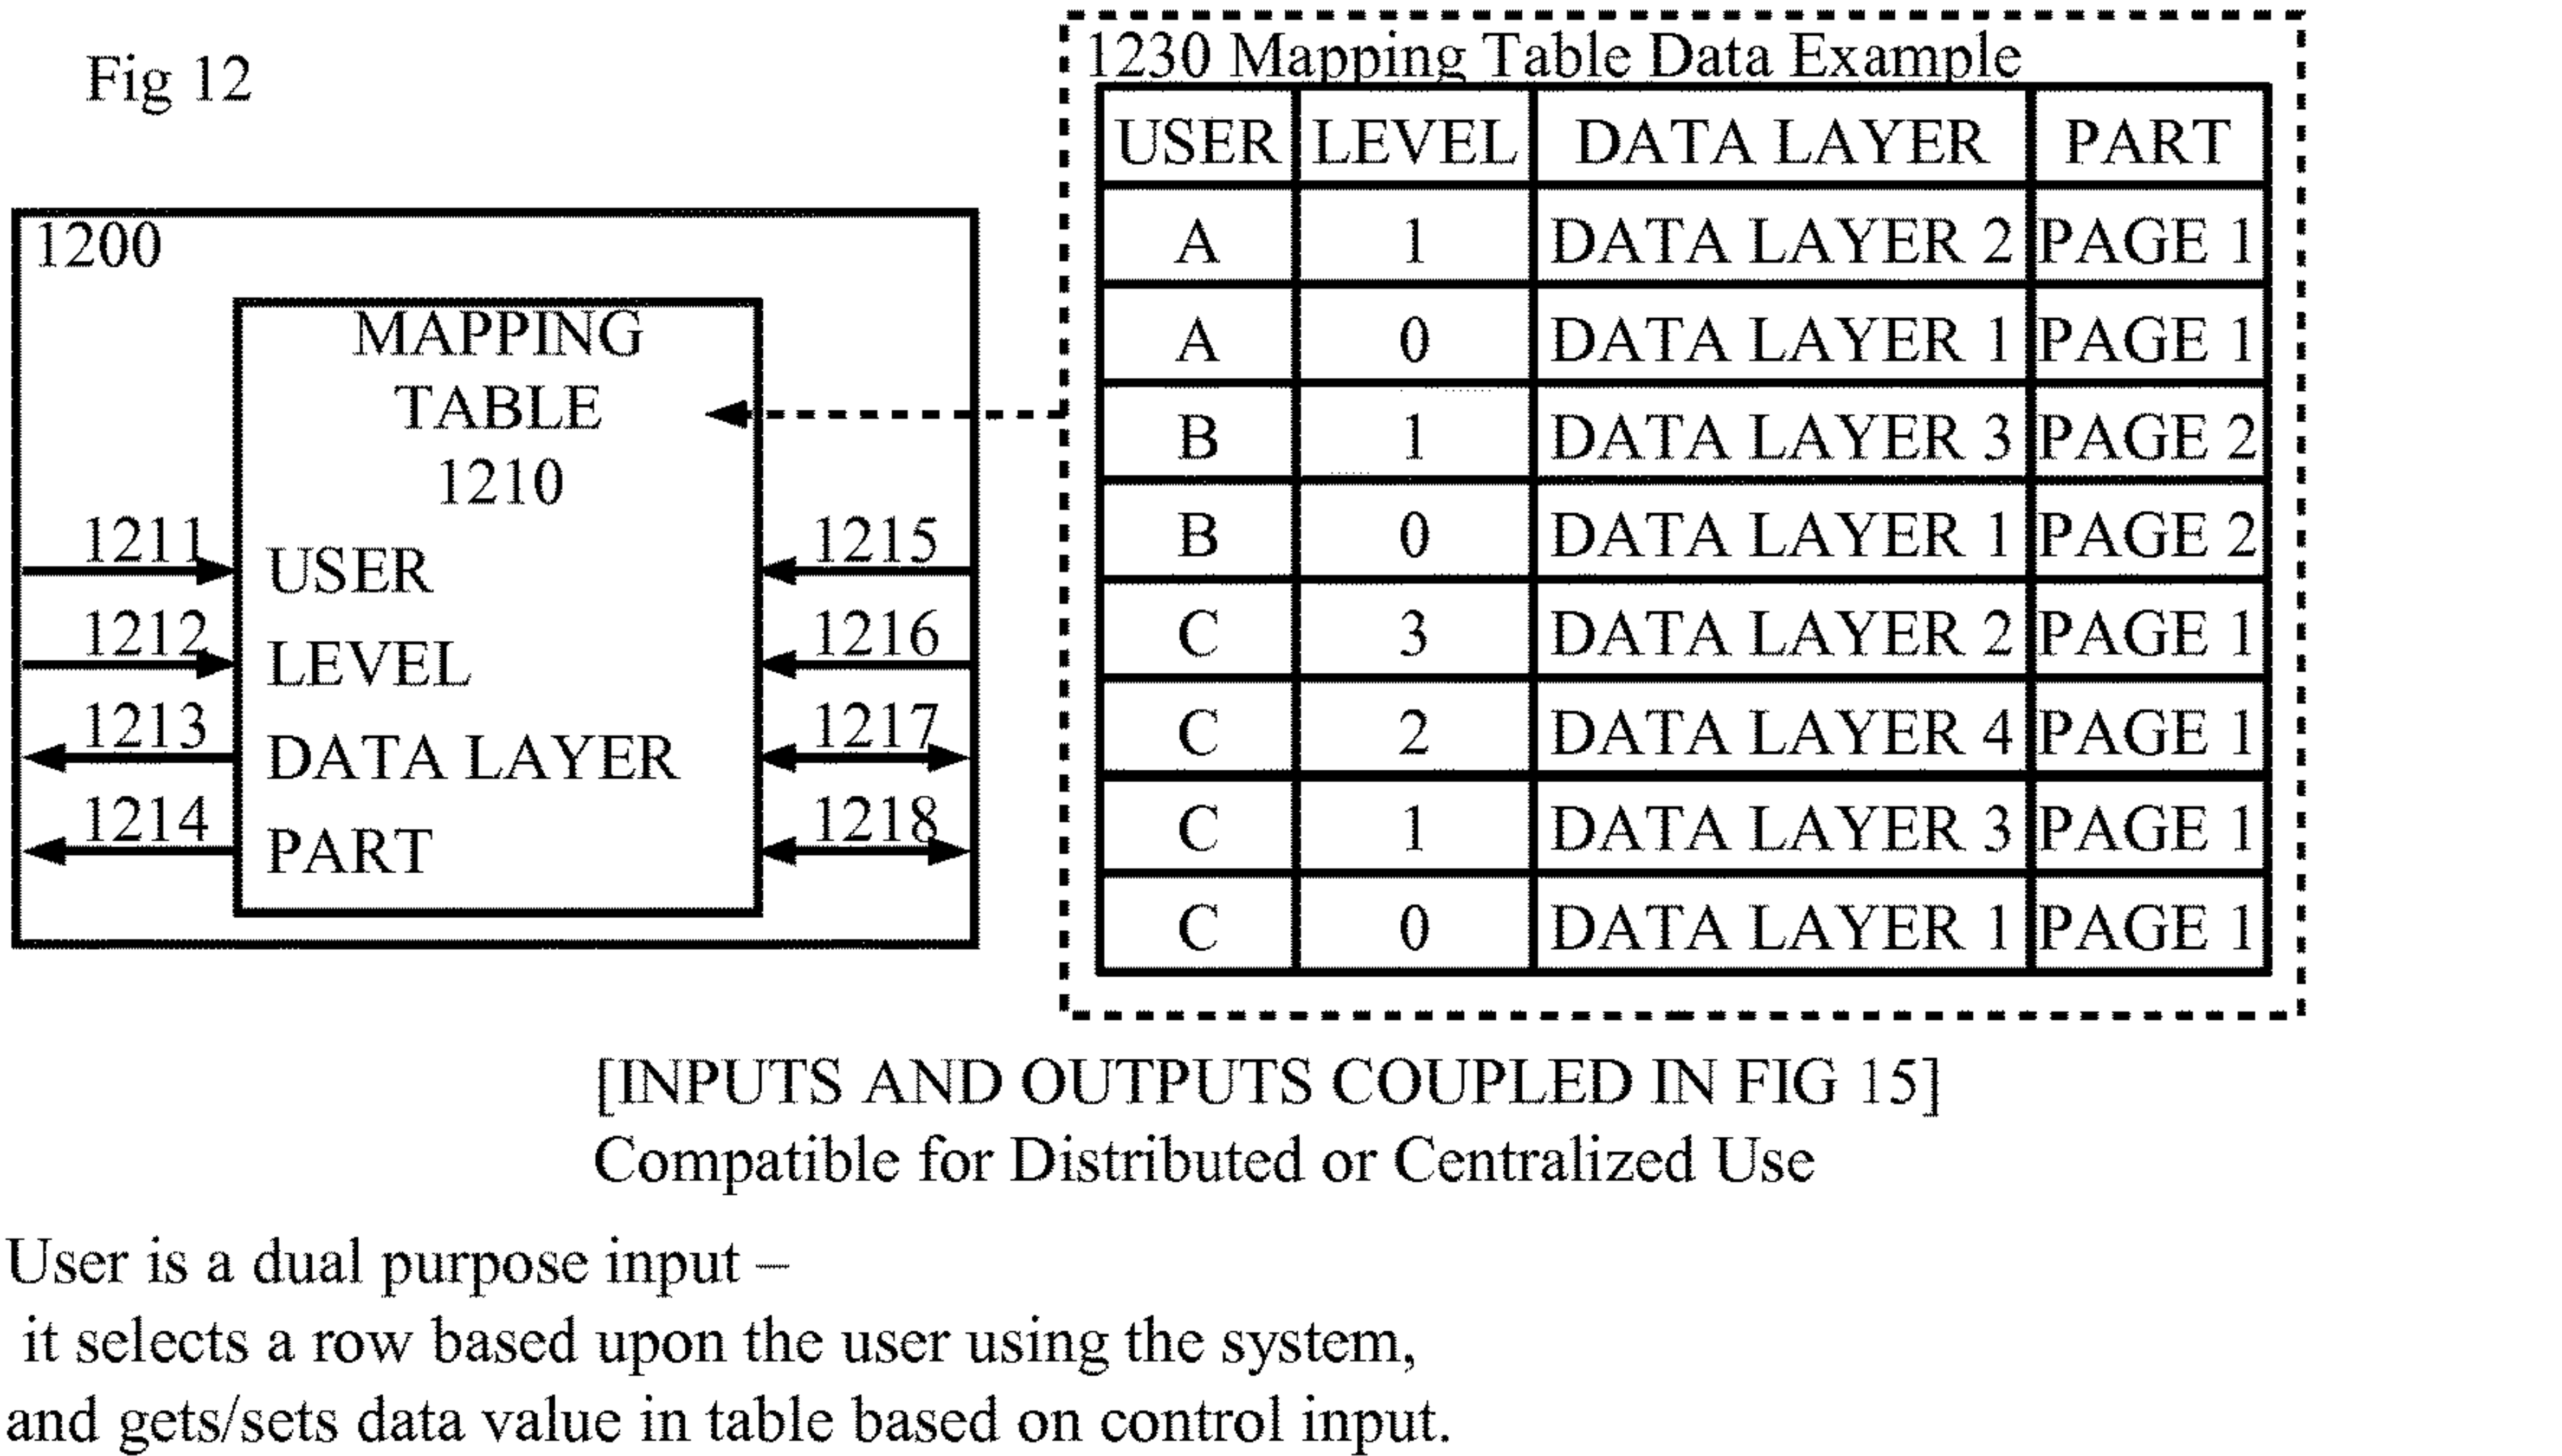 Fig 12
1200
MAPPING
TABLE
1210
1211 USER 1215
1212 LEVEL 1216
1213 DATA LAYER 1217
1214 PART 1218
1230 Mapping Table Data Example
USER LEVEL DATA LAYER PART
A 1 DATA LAYER 2 PAGE 1
A 0 DATA LAYER 1 PAGE 1
B 1 DATA LAYER 3 PAGE 2
B 0 DATA LAYER 1 PAGE 2
C 3 DATA LAYER 2 PAGE 1
C 2 DATA LAYER 4 PAGE 1
C 1 DATA LAYER 3 PAGE 1
C 0 DATA LAYER 1 PAGE 1
[INPUTS AND OUTPUTS COUPLED IN FIG 15]
Compatible for Distributed or Centralized Use
User is a dual purpose input –
it selects a row based upon the user using the system,
and gets/sets data value in table based on control input.